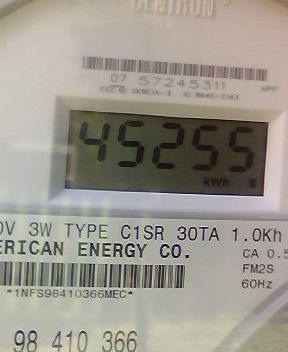 CENTRON
07 57245311
HPP
45255
kWh
0V 3W TYPE C1SR 30TA 1.0Kh
ERICAN ENERGY CO.
CA 0.5
FM2S
60Hz
*1NFS98410366MEC*
98 410 366